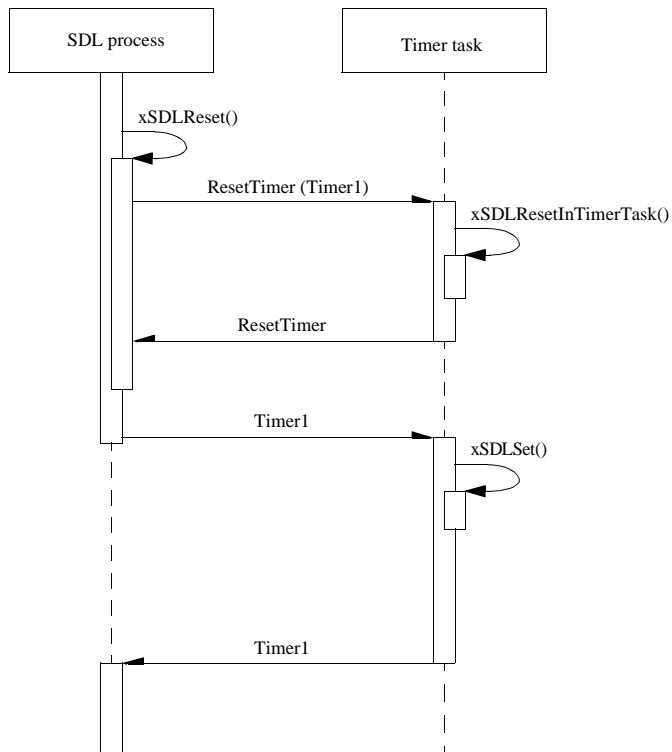 SDL process
Timer task
xSDLReset()
ResetTimer (Timer1)
xSDLResetInTimerTask()
ResetTimer
Timer1
xSDLSet()
Timer1